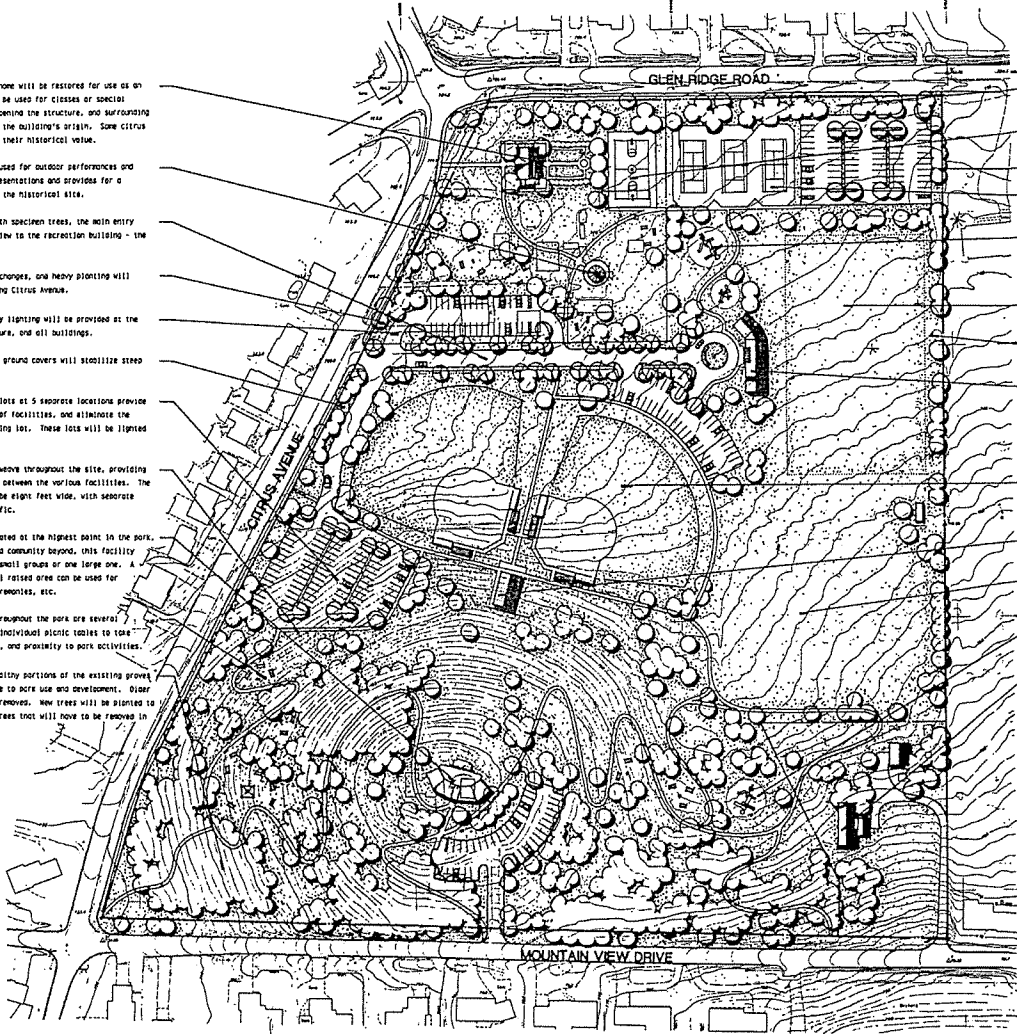 home will be restored for use as an
be used for classes or special
behind the structure, and surrounding
the building's origin. Some citrus
their historical value.
used for outdoor performances and
esentations and provides for a
the historical site.
th specimen trees, the main entry
iew to the recreation building - the
changes, and heavy planting will
ng Citrus Avenue.
y lighting will be provided at the
ure, and all buildings.
ground covers will stabilize steep
lots at 5 separate locations provide
of facilities, and eliminate the
ing lot. These lots will be lighted
weave throughout the site, providing
between the various facilities. The
be eight feet wide, with separate
fic.
ated at the highest point in the park,
d community beyond, this facility
small groups or one large one. A
l raised area can be used for
remonies, etc.
roughout the park are several
individual picnic tables to take
, and proximity to park activities.
lthy portions of the existing groves
e to park use and development. Older
removed. New trees will be planted to
rees that will have to be removed in
GLEN RIDGE ROAD
CITRUS AVENUE
MOUNTAIN VIEW DRIVE